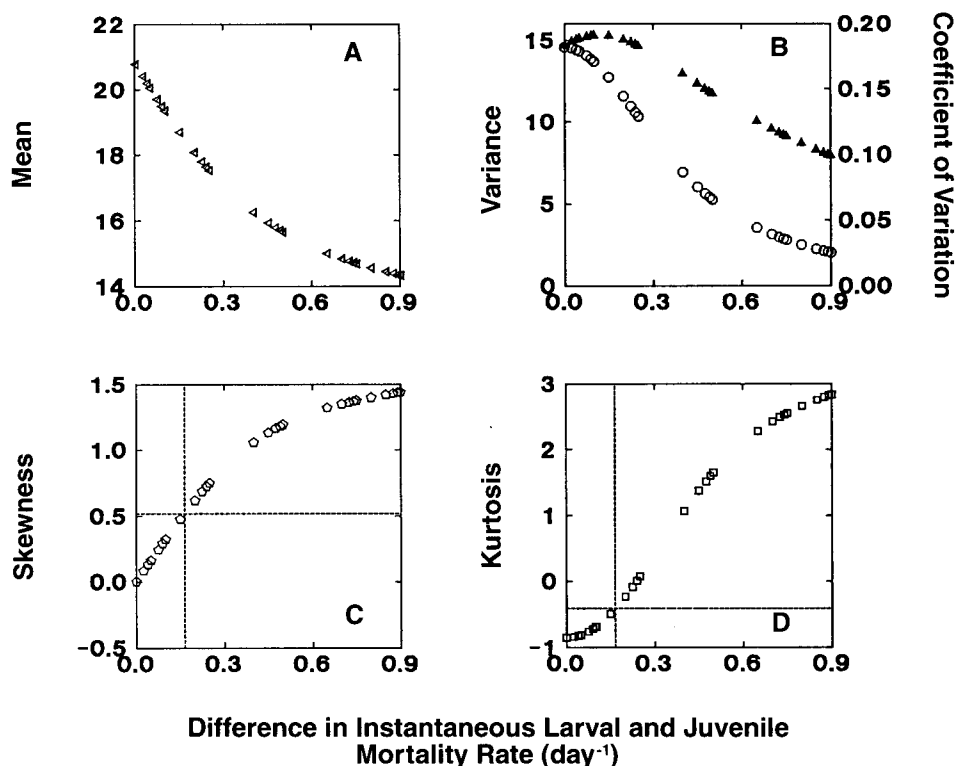 A
Mean
22
20
18
16
14
0.0 0.3 0.6 0.9
B
Variance
15
10
5
0
0.0 0.3 0.6 0.9
0.20
0.15
0.10
0.05
0.00
Coefficient of Variation
C
Skewness
1.5
1.0
0.5
0.0
-0.5
0.0 0.3 0.6 0.9
D
Kurtosis
3
2
1
0
-1
0.0 0.3 0.6 0.9
Difference in Instantaneous Larval and Juvenile
Mortality Rate (day⁻¹)